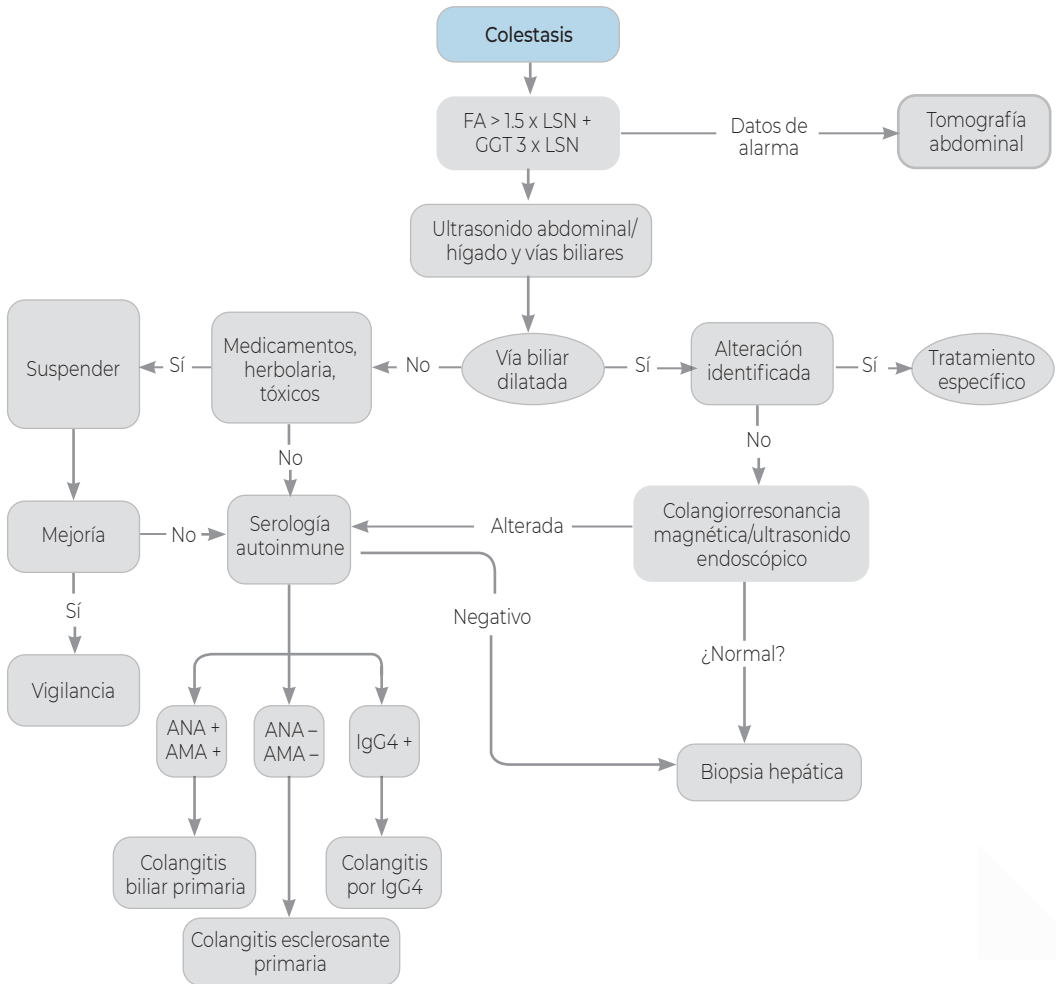 Colestasis
FA > 1.5 x LSN +
GGT 3 x LSN
Datos de
alarma
Tomografía
abdominal
Ultrasonido abdominal/
hígado y vías biliares
Suspender
Sí
Medicamentos,
herbolaria,
tóxicos
No
Vía biliar
dilatada
Sí
Alteración
identificada
Sí
Tratamiento
específico
No
No
Mejoría
No
Serología
autoinmune
Alterada
Colangiorresonancia
magnética/ultrasonido
endoscópico
Sí
Negativo
¿Normal?
Vigilancia
ANA +
AMA +
ANA –
AMA –
IgG4 +
Biopsia hepática
Colangitis
biliar primaria
Colangitis
por IgG4
Colangitis esclerosante
primaria